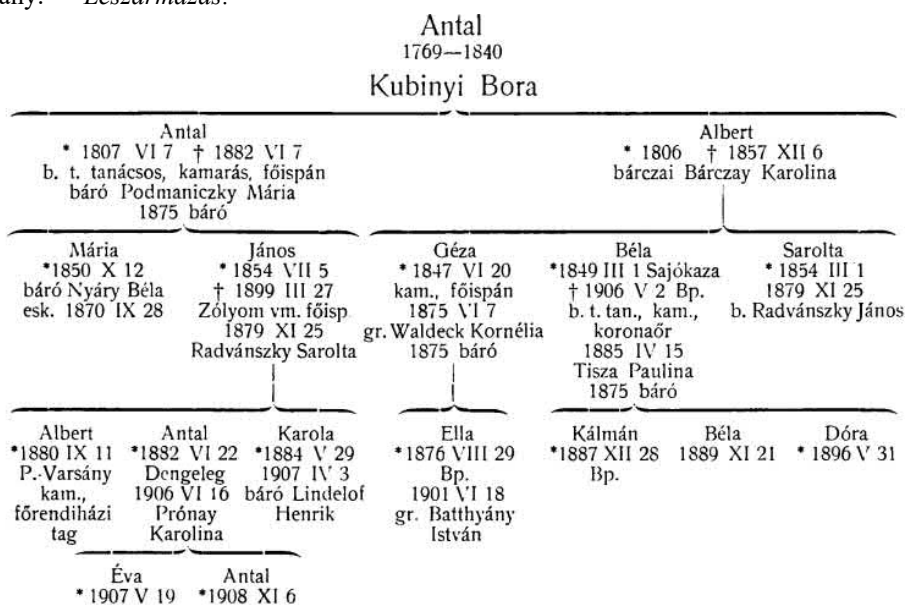 Leszármazás:
Antal
1769—1840
Kubinyi Bora
Antal
* 1807 VI 7 † 1882 VI 7
b. t. tanácsos, kamarás, főispán
báró Podmaniczky Mária
1875 báró
Albert
* 1806 † 1857 XII 6
bárczai Bárczay Karolina
Mária
*1850 X 12
báró Nyáry Béla
esk. 1870 IX 28
János
* 1854 VII 5
† 1899 III 27
Zólyom vm. főisp.
1879 XI 25
Radvánszky Sarolta
Géza
* 1847 VI 20
kam., főispán
1875 VI 7
gr. Waldeck Kornélia
1875 báró
Béla
*1849 III 1 Sajókaza
† 1906 V 2 Bp.
b. t. tan., kam.,
koronaőr
1885 IV 15
Tisza Paulina
1875 báró
Sarolta
* 1854 III 1
1879 XI 25
b. Radvánszky János
Albert
*1880 IX 11
P.-Varsány
kam.,
főrendiházi
tag
Antal
*1882 VI 22
Dengeleg
1906 VI 16
Prónay
Karolina
Karola
*1884 V 29
1907 IV 3
báró Lindelof
Henrik
Ella
*1876 VIII 29
Bp.
1901 VI 18
gr. Batthyány
István
Kálmán
*1887 XII 28
Bp.
Béla
1889 XI 21
Dóra
* 1896 V 31
Éva
* 1907 V 19
Antal
*1908 XI 6